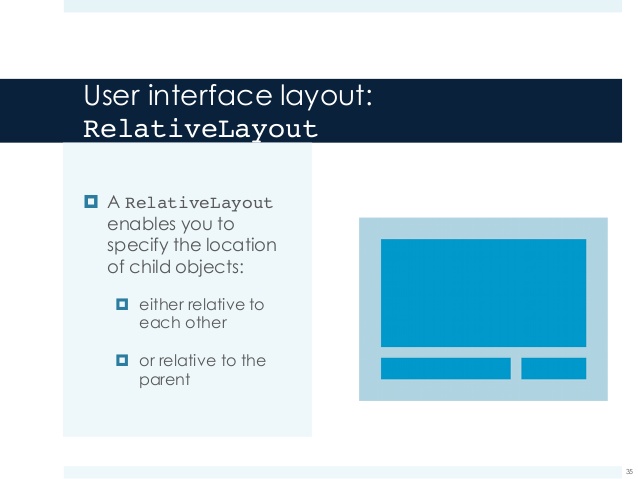 User interface layout:
RelativeLayout
A RelativeLayout
enables you to
specify the location
of child objects:
either relative to
each other
or relative to the
parent
35